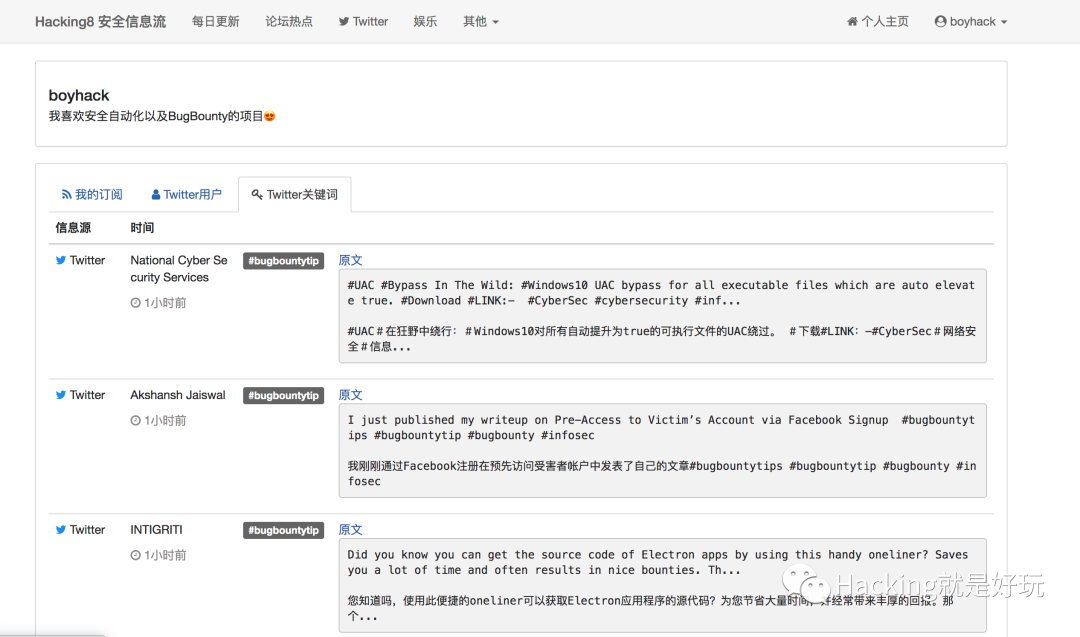 Hacking8 安全信息流 每日更新 论坛热点 Twitter 娱乐 其他 个人主页 boyhack
boyhack
我喜欢安全自动化以及BugBounty的项目😍
我的订阅 Twitter用户 Twitter关键词
信息源 时间
Twitter National Cyber Se #bugbountytip 原文
curity Services
1小时前
#UAC #Bypass In The Wild: #Windows10 UAC bypass for all executable files which are auto elevat
e true. #Download #LINK:-  #CyberSec #cybersecurity #inf...
#UAC＃在狂野中绕行：＃Windows10对所有自动提升为true的可执行文件的UAC绕过。 ＃下载#LINK：-#CyberSec＃网络安
全＃信息...
Twitter Akshansh Jaiswal #bugbountytip 原文
1小时前
I just published my writeup on Pre-Access to Victim’s Account via Facebook Signup  #bugbountyt
ips #bugbountytip #bugbounty #infosec
我刚刚通过Facebook注册在预先访问受害者帐户中发表了自己的文章#bugbountytips #bugbountytip #bugbounty #in
fosec
Twitter INTIGRITI #bugbountytip 原文
1小时前
Did you know you can get the source code of Electron apps by using this handy oneliner? Saves
you a lot of time and often results in nice bounties. Th...
您知道吗，使用此便捷的oneliner可以获取Electron应用程序的源代码？为您节省大量时间，并经常带来丰厚的回报。那
个...
Hacking就是好玩